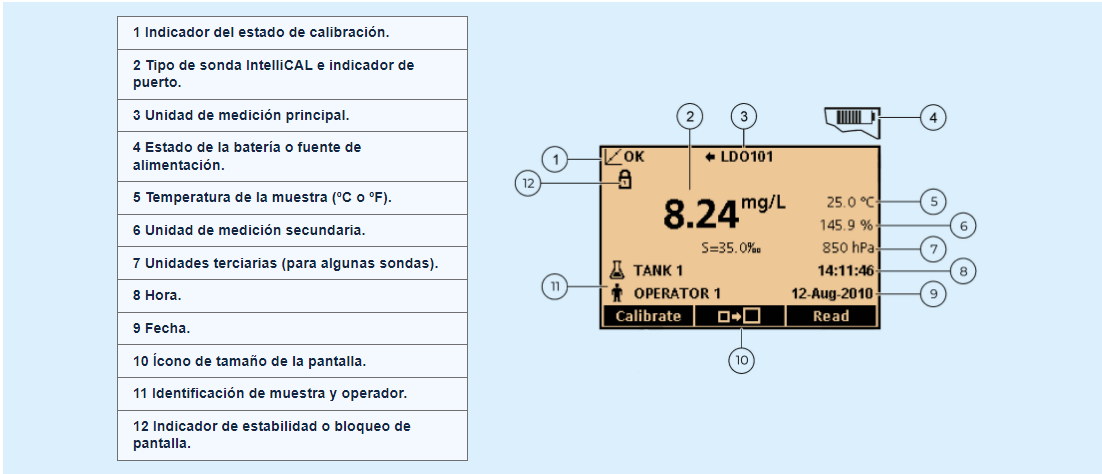 1 Indicador del estado de calibración.
2 Tipo de sonda IntelliCAL e indicador de
puerto.
3 Unidad de medición principal.
4 Estado de la batería o fuente de
alimentación.
5 Temperatura de la muestra (ºC o ºF).
6 Unidad de medición secundaria.
7 Unidades terciarias (para algunas sondas).
8 Hora.
9 Fecha.
10 Ícono de tamaño de la pantalla.
11 Identificación de muestra y operador.
12 Indicador de estabilidad o bloqueo de
pantalla.
2
3
4
1
OK
LDO101
12
8.24 mg/L
25.0 ºC
5
145.9 %
6
S=35.0‰
850 hPa
7
TANK 1
14:11:46
8
11
OPERATOR 1
12-Aug-2010
9
Calibrate
Read
10